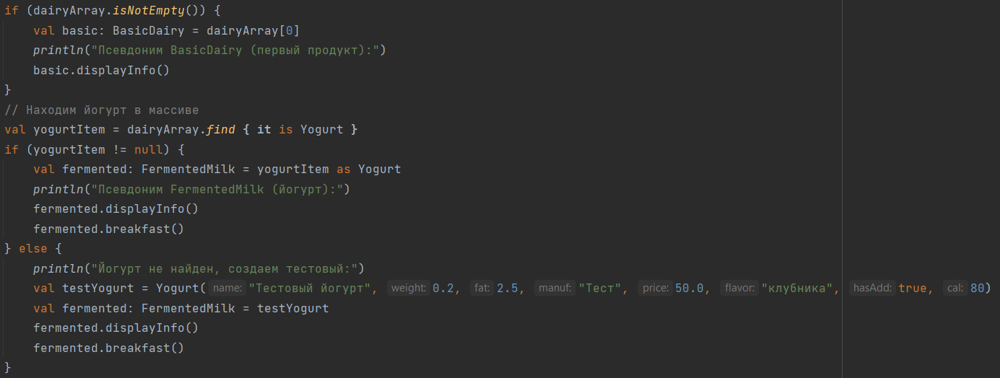 if (dairyArray.isNotEmpty()) {
    val basic: BasicDairy = dairyArray[0]
    println("Псевдоним BasicDairy (первый продукт):")
    basic.displayInfo()
}
// Находим йогурт в массиве
val yogurtItem = dairyArray.find { it is Yogurt }
if (yogurtItem != null) {
    val fermented: FermentedMilk = yogurtItem as Yogurt
    println("Псевдоним FermentedMilk (йогурт):")
    fermented.displayInfo()
    fermented.breakfast()
} else {
    println("Йогурт не найден, создаем тестовый:")
    val testYogurt = Yogurt( name: "Тестовый йогурт", weight: 0.2, fat: 2.5, manuf: "Тест", price: 50.0, flavor: "клубника", hasAdd: true, cal: 80)
    val fermented: FermentedMilk = testYogurt
    fermented.displayInfo()
    fermented.breakfast()
}